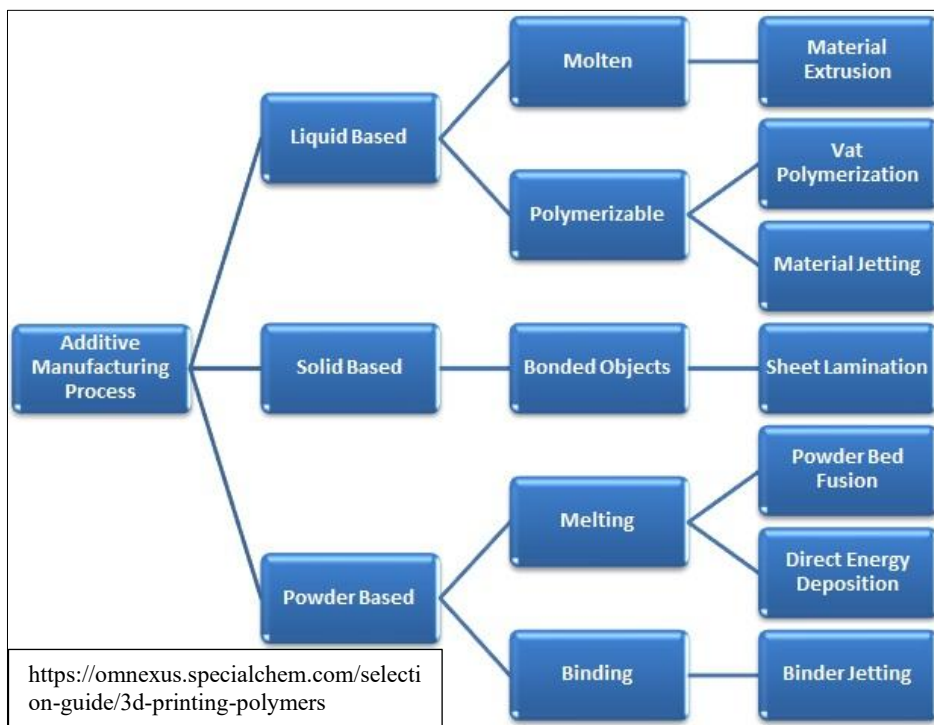 Molten
Material
Extrusion
Liquid Based
Vat
Polymerization
Polymerizable
Material Jetting
Additive
Manufacturing
Process
Solid Based
Bonded Objects
Sheet Lamination
Powder Bed
Fusion
Melting
Direct Energy
Deposition
Powder Based
Binding
Binder Jetting
https://omnexus.specialchem.com/selecti
on-guide/3d-printing-polymers